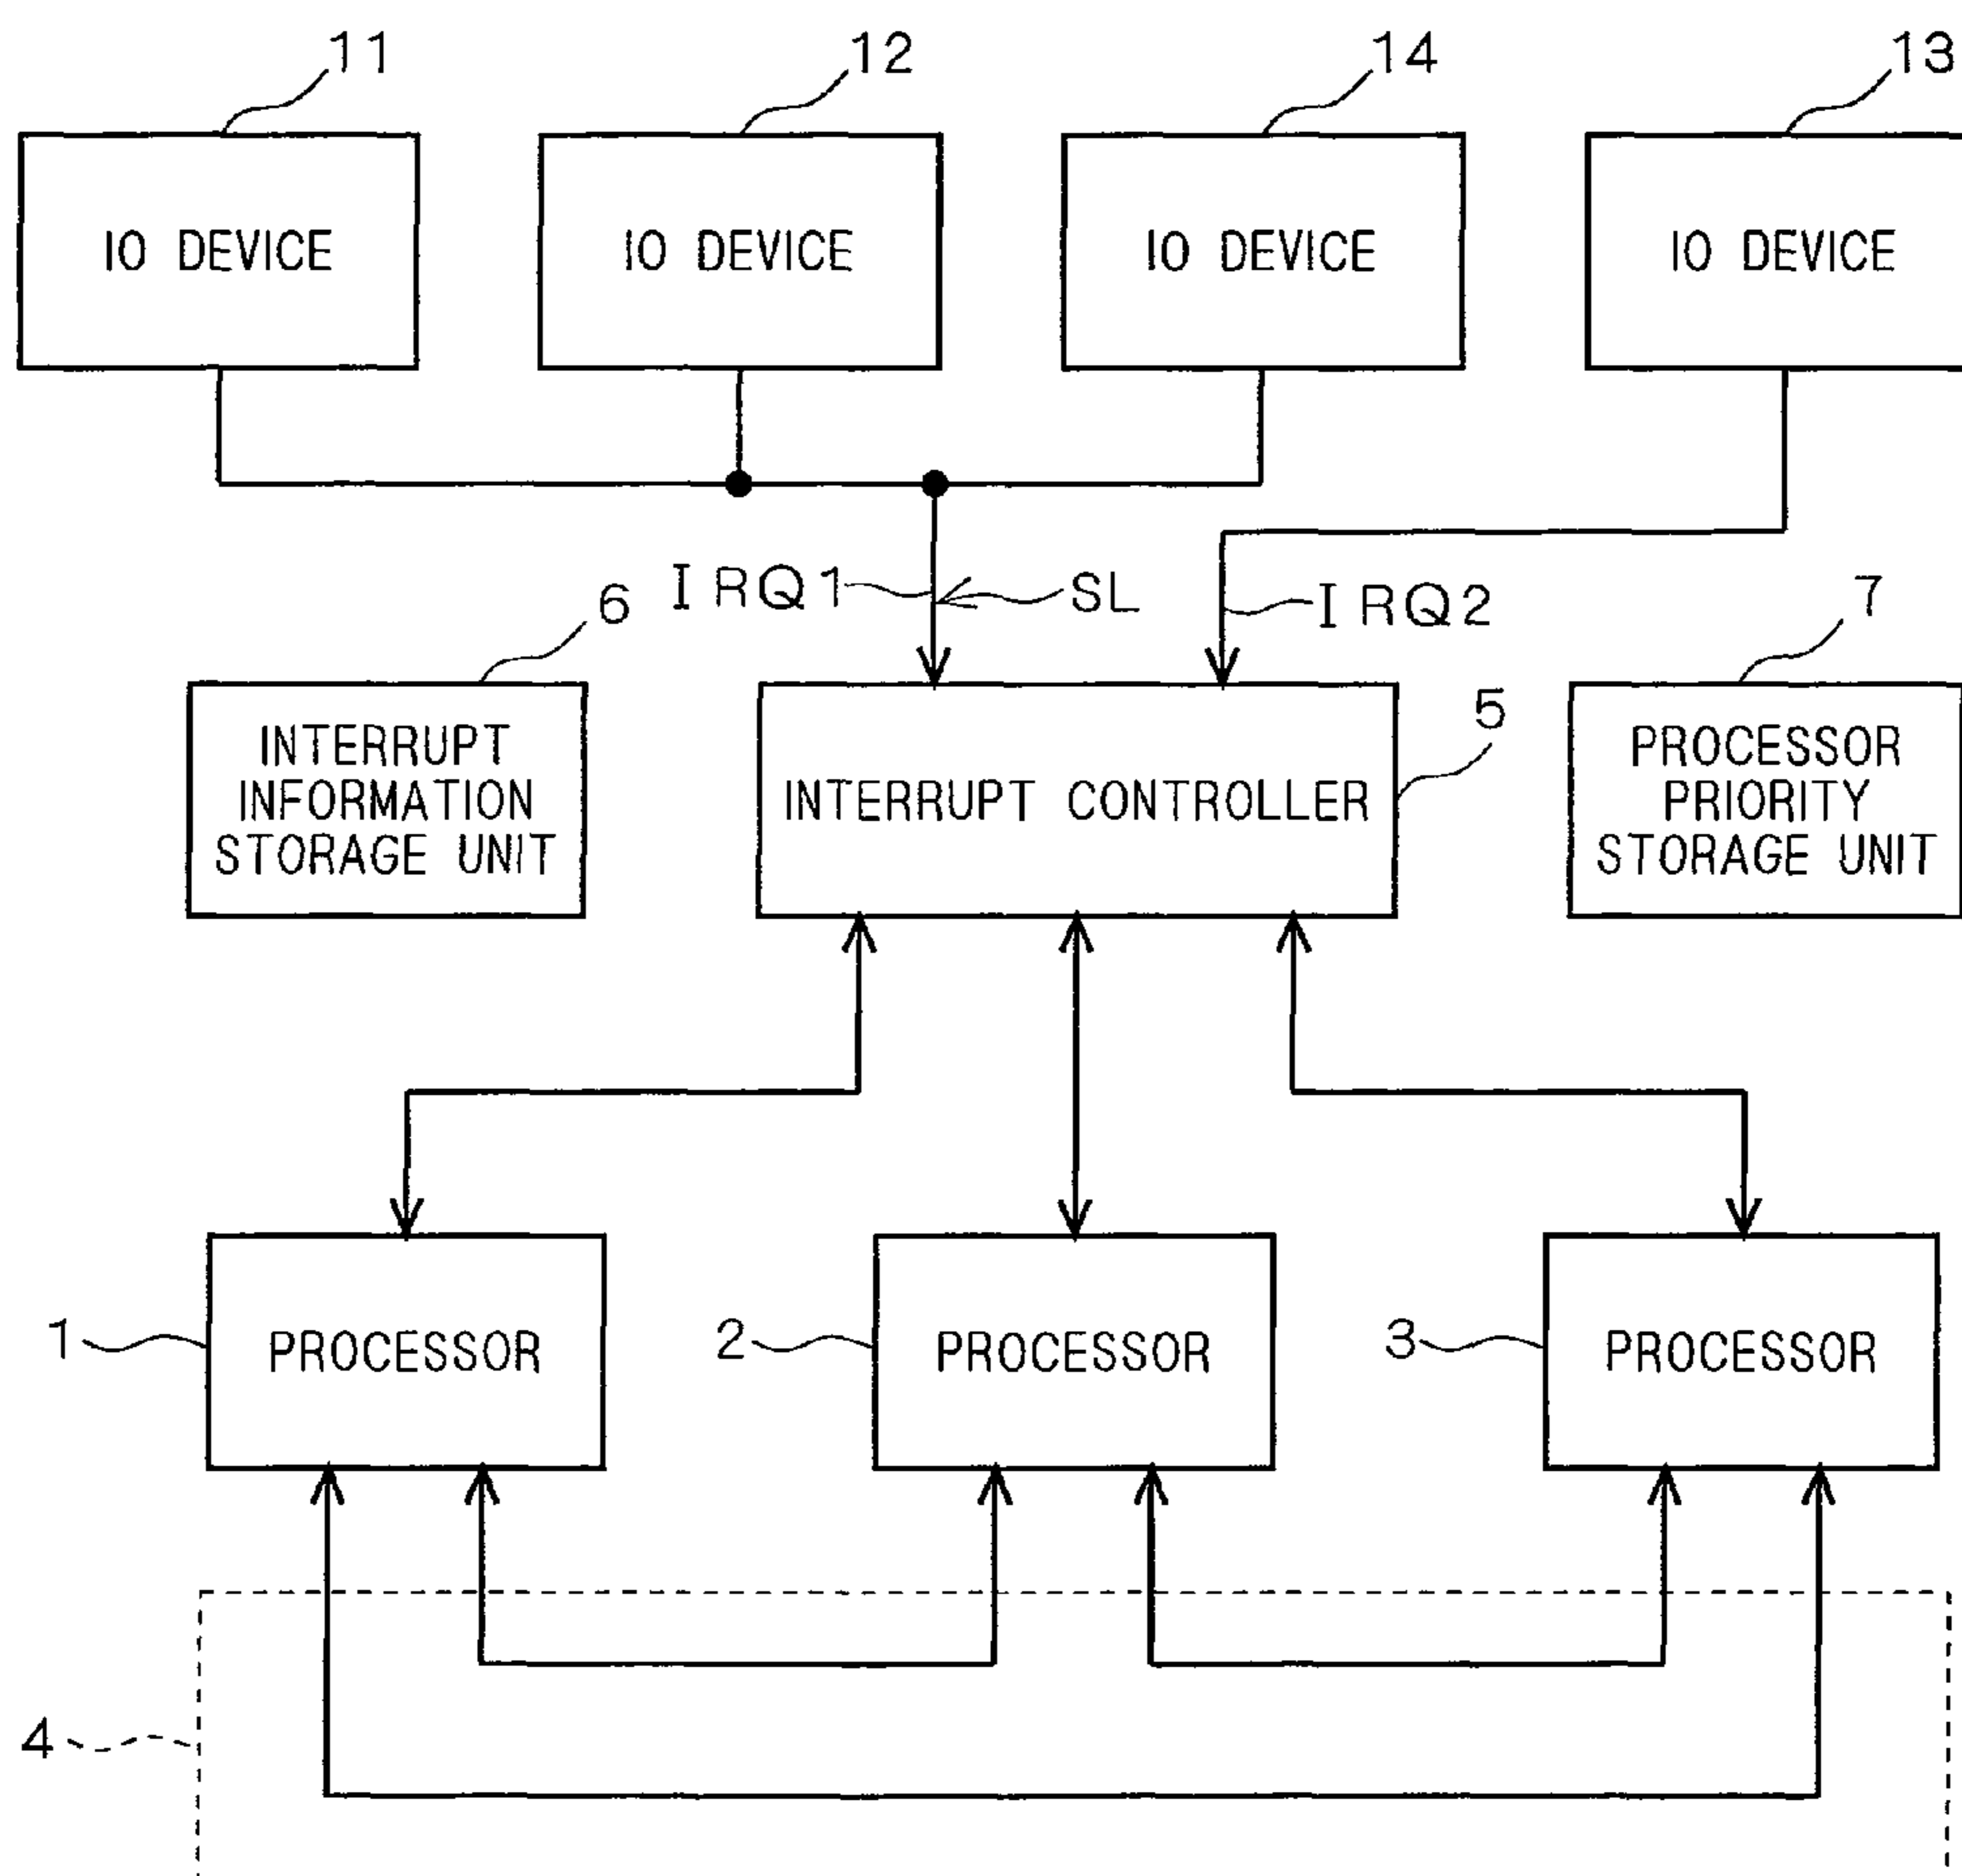 11
12
14
13
IO DEVICE
IO DEVICE
IO DEVICE
IO DEVICE
IRQ1
SL
IRQ2
6
7
5
INTERRUPT
INFORMATION
STORAGE UNIT
INTERRUPT CONTROLLER
PROCESSOR
PRIORITY
STORAGE UNIT
1
PROCESSOR
2
PROCESSOR
3
PROCESSOR
4